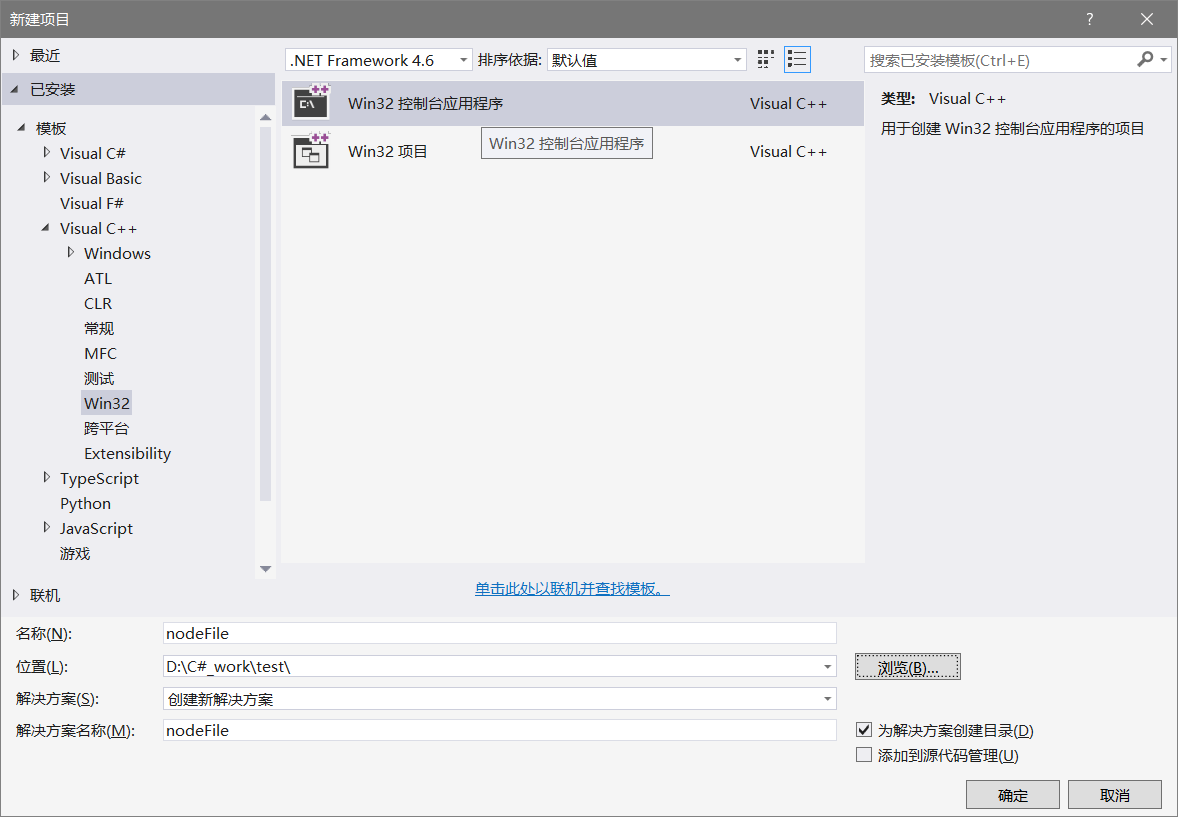 新建项目
?
最近
.NET Framework 4.6
排序依据:
默认值
搜索已安装模板(Ctrl+E)
已安装
模板
Visual C#
Visual Basic
Visual F#
Visual C++
Windows
ATL
CLR
常规
MFC
测试
Win32
跨平台
Extensibility
TypeScript
Python
JavaScript
游戏
联机
C:\
Win32 控制台应用程序
Visual C++
Win32 项目
Visual C++
Win32 控制台应用程序
类型: Visual C++
用于创建 Win32 控制台应用程序的项目
单击此处以联机并查找模板。
名称(N):
nodeFile
位置(L):
D:\C#_work\test\
浏览(B)...
解决方案(S):
创建新解决方案
解决方案名称(M):
nodeFile
为解决方案创建目录(D)
添加到源代码管理(U)
确定
取消